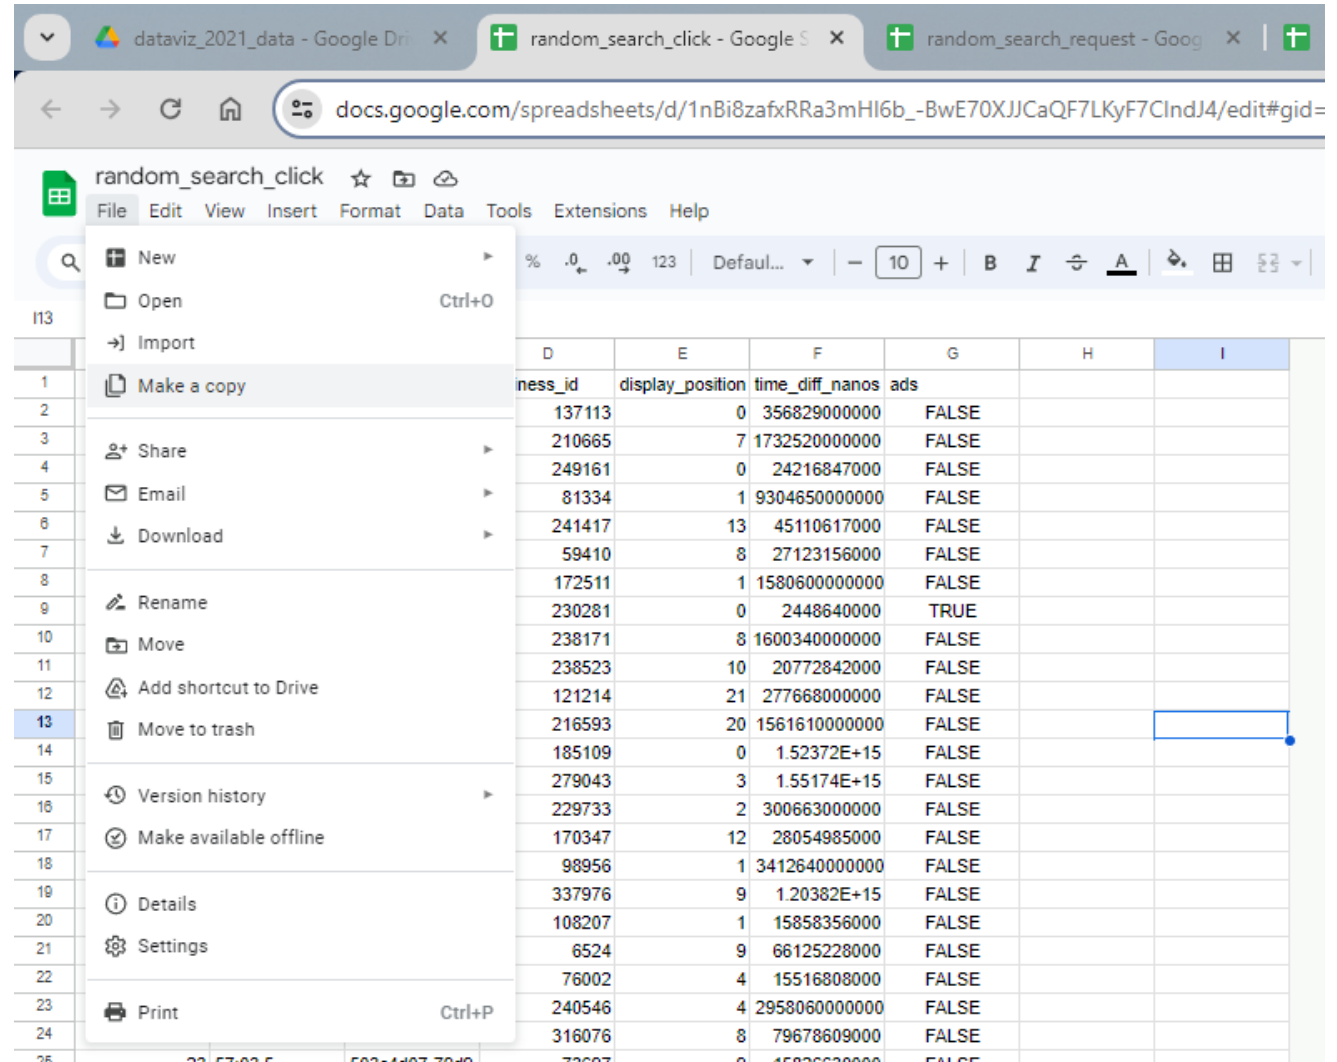 dataviz_2021_data - Google Dri
random_search_click - Google S
random_search_request - Goog
docs.google.com/spreadsheets/d/1nBi8zafxRRa3mHl6b_-BwE70XJJCaQF7LKyF7ClndJ4/edit#gid=
random_search_click
File Edit View Insert Format Data Tools Extensions Help
% .0 .00 123 Defaul... 10 B I S A
I13
New
Open Ctrl+O
Import
Make a copy
Share
Email
Download
Rename
Move
Add shortcut to Drive
Move to trash
Version history
Make available offline
Details
Settings
Print Ctrl+P
D E F G H I
1 iness_id display_position time_diff_nanos ads
2 137113 0 356829000000 FALSE
3 210665 7 1732520000000 FALSE
4 249161 0 24216847000 FALSE
5 81334 1 9304650000000 FALSE
6 241417 13 45110617000 FALSE
7 59410 8 27123156000 FALSE
8 172511 1 1580600000000 FALSE
9 230281 0 2448640000 TRUE
10 238171 8 1600340000000 FALSE
11 238523 10 20772842000 FALSE
12 121214 21 277668000000 FALSE
13 216593 20 1561610000000 FALSE
14 185109 0 1.52372E+15 FALSE
15 279043 3 1.55174E+15 FALSE
16 229733 2 300663000000 FALSE
17 170347 12 28054985000 FALSE
18 98956 1 3412640000000 FALSE
19 337976 9 1.20382E+15 FALSE
20 108207 1 15858356000 FALSE
21 6524 9 66125228000 FALSE
22 76002 4 15516808000 FALSE
23 240546 4 2958060000000 FALSE
24 316076 8 79678609000 FALSE
25